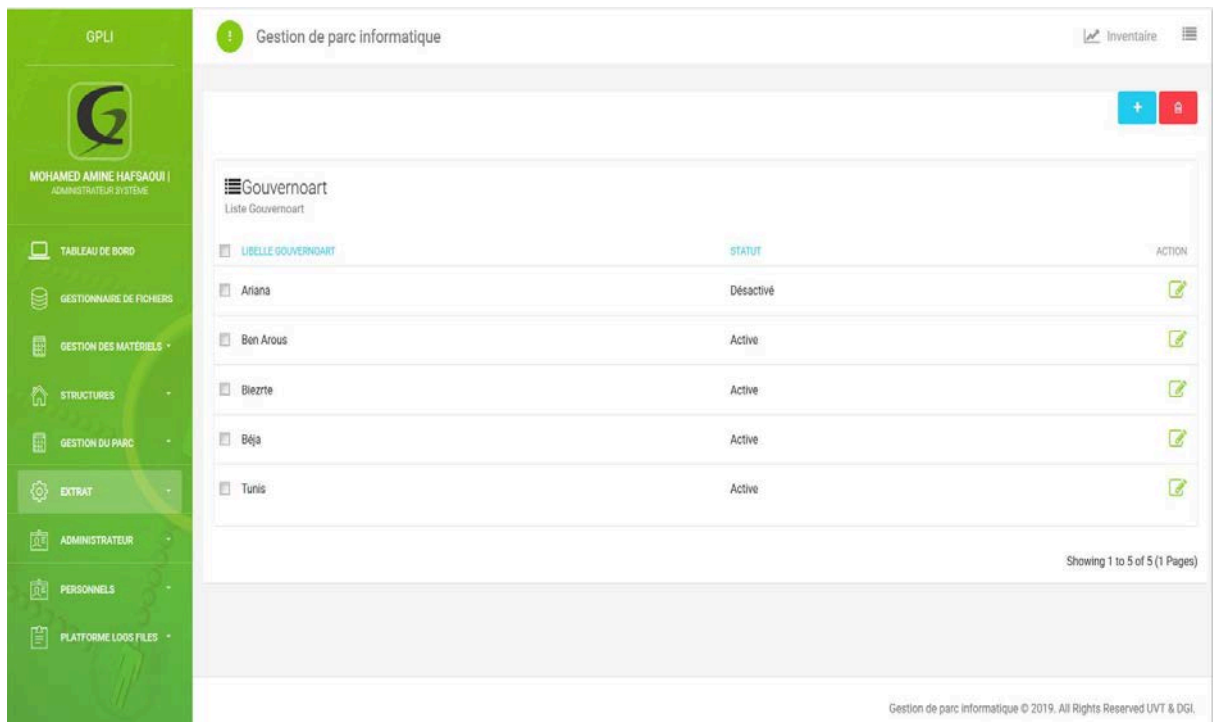 GPLI
MOHAMED AMINE HAFSAOUI |
ADMINISTRATEUR SYSTÈME
TABLEAU DE BORD
GESTIONNAIRE DE FICHIERS
GESTION DES MATÉRIELS
STRUCTURES
GESTION DU PARC
EXTRAT
ADMINISTRATEUR
PERSONNELS
PLATFORME LOGS FILES
! Gestion de parc informatique
Inventaire
+
Gouvernoart
Liste Gouvernoart
LIBELLE GOUVERNOART STATUT ACTION
Ariana Désactivé
Ben Arous Active
Biezrte Active
Béja Active
Tunis Active
Showing 1 to 5 of 5 (1 Pages)
Gestion de parc informatique © 2019. All Rights Reserved UVT & DGI.